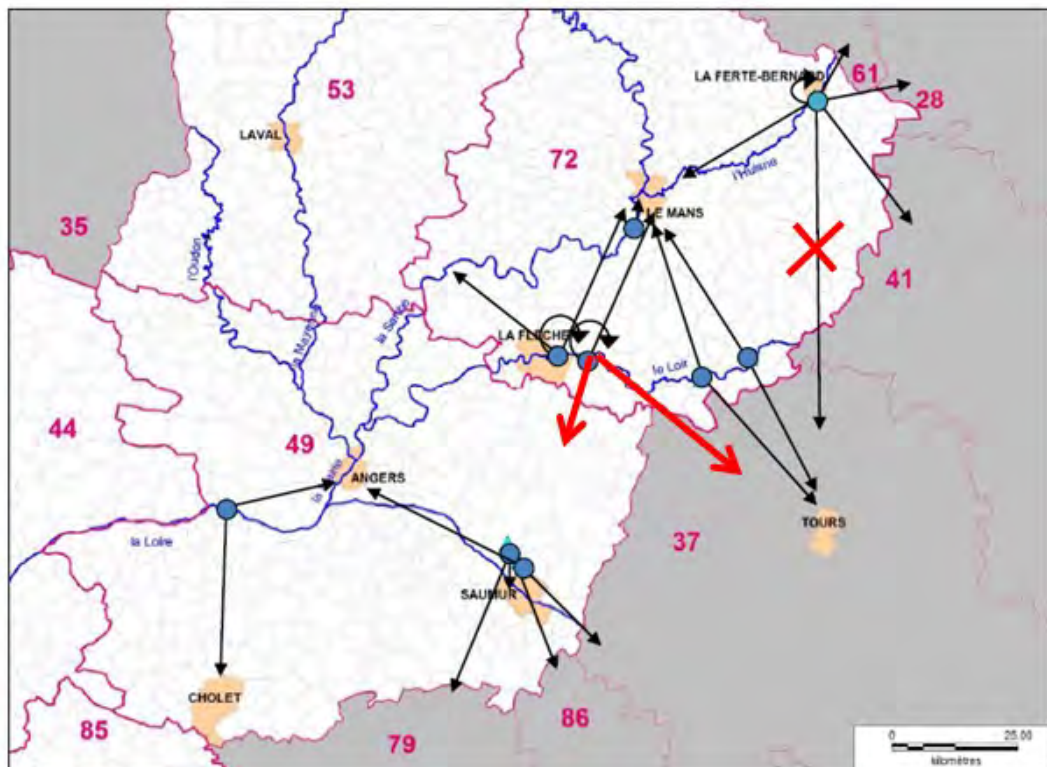 LA FERTE-BERNARD
61
28
53
LAVAL
72
l'Huisne
LE MANS
35
l'Oudon
41
la Mayenne
la Sarthe
LA FLECHE
le Loir
44
49
ANGERS
la Maine
la Loire
37
TOURS
SAUMUR
CHOLET
85
79
86
0 25.00
kilomètres